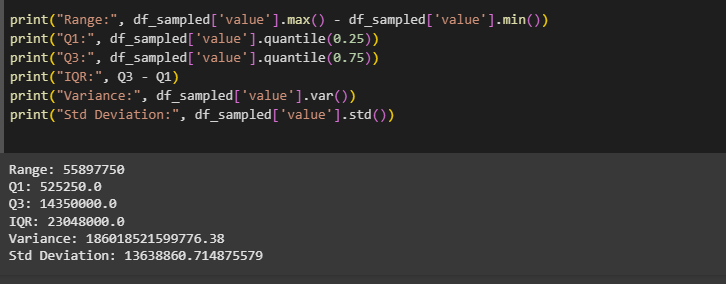 print("Range:", df_sampled['value'].max() - df_sampled['value'].min())
print("Q1:", df_sampled['value'].quantile(0.25))
print("Q3:", df_sampled['value'].quantile(0.75))
print("IQR:", Q3 - Q1)
print("Variance:", df_sampled['value'].var())
print("Std Deviation:", df_sampled['value'].std())
Range: 55897750
Q1: 525250.0
Q3: 14350000.0
IQR: 23048000.0
Variance: 186018521599776.38
Std Deviation: 13638860.714875579